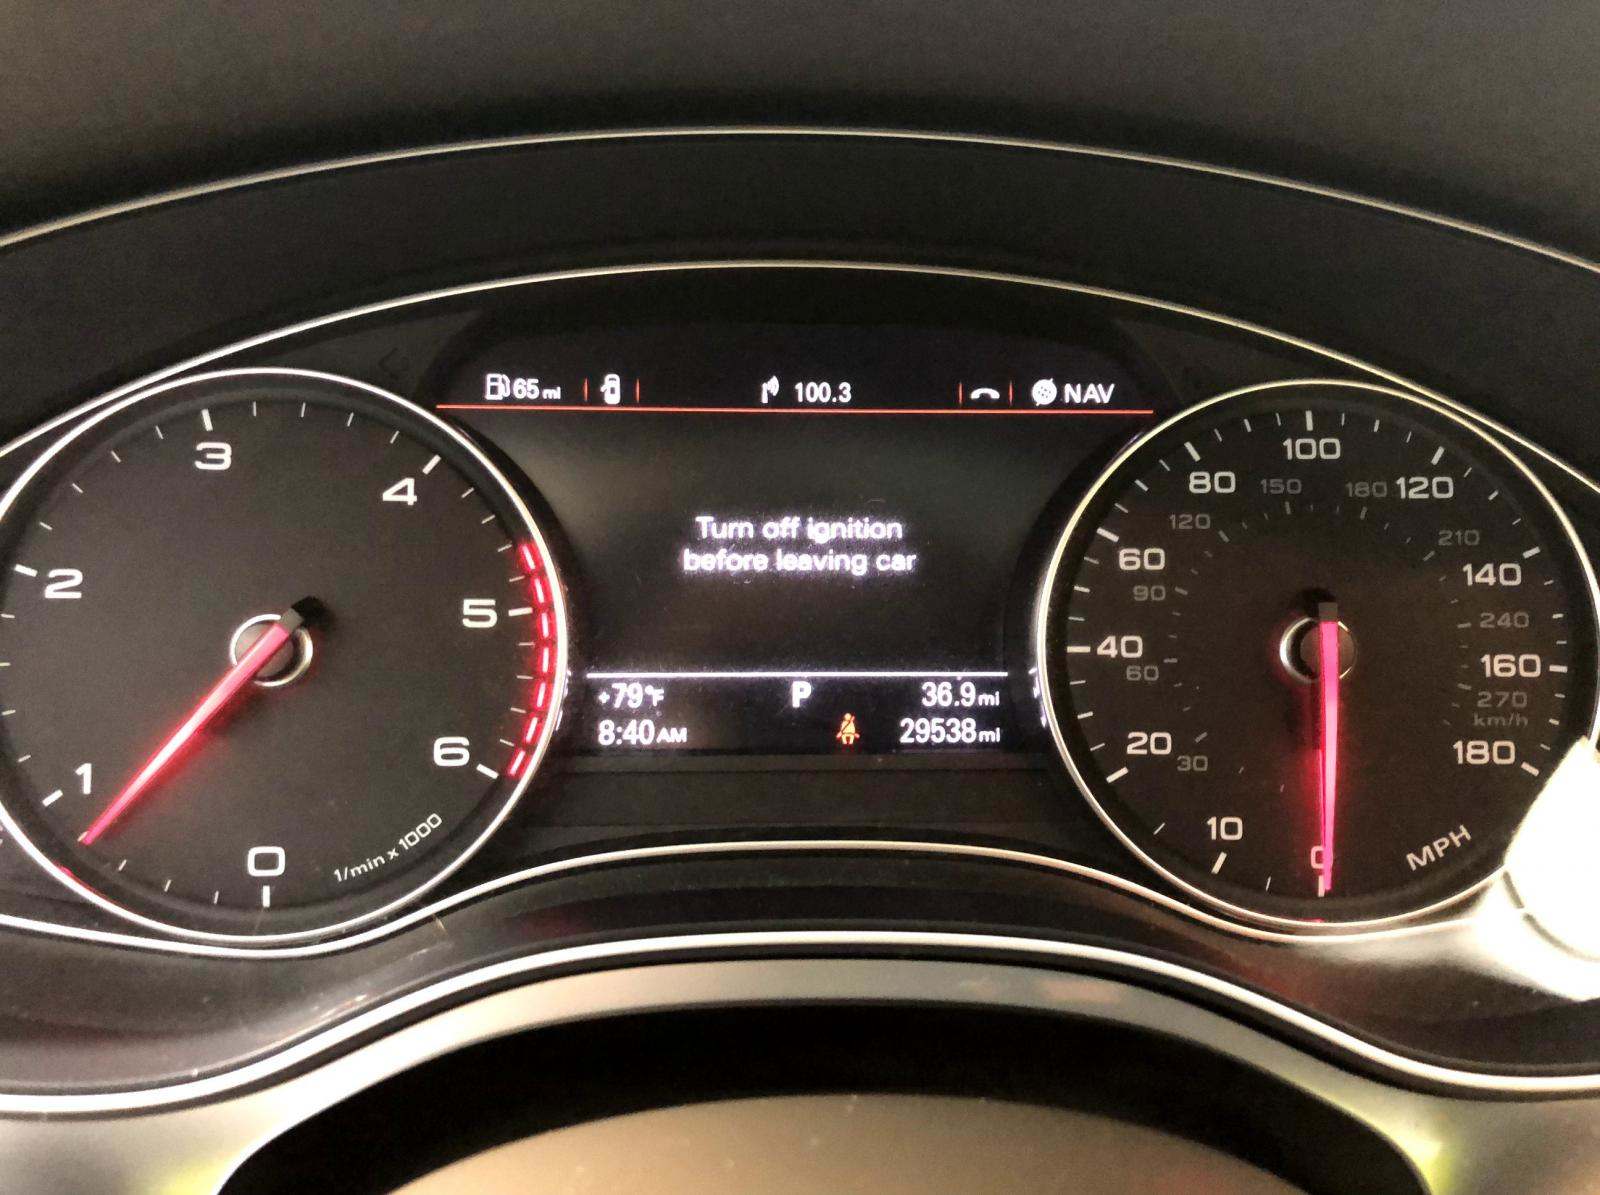 65 mi
100.3
NAV
Turn off ignition
before leaving car
+79°F
P
36.9 mi
8:40 AM
29538 mi
0
1
2
3
4
5
6
1/min x 1000
0
10
20
40
60
80
100
120
140
160
180
MPH
30
60
90
120
150
180
210
240
270
km/h